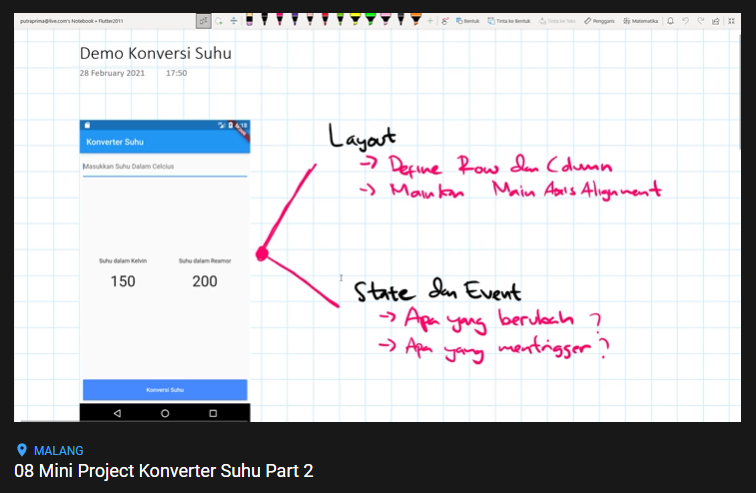 putraprima@live.com's Notebook » Flutter2011
Bentuk
Tinta ke Bentuk
Tinta ke Teks
Penggaris
Matematika
Demo Konversi Suhu
28 February 2021 17:50
6:18
Konverter Suhu
Masukkan Suhu Dalam Celcius
Suhu dalam Kelvin
Suhu dalam Reamor
150
200
Konversi Suhu
Layout
→ Define Row dan Column
→ Mainkan Main Axis Alignment
State dan Event
→ Apa yang berubah ?
→ Apa yang mentrigger ?
MALANG
08 Mini Project Konverter Suhu Part 2